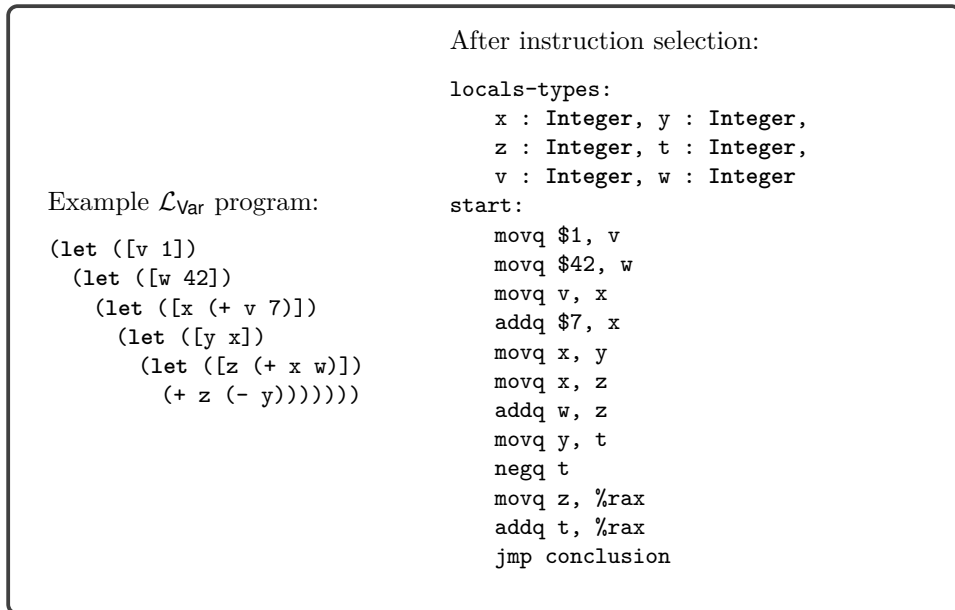 Example L_Var program:
(let ([v 1])
  (let ([w 42])
    (let ([x (+ v 7)])
      (let ([y x])
        (let ([z (+ x w)])
          (+ z (- y)))))))
After instruction selection:
locals-types:
    x : Integer, y : Integer,
    z : Integer, t : Integer,
    v : Integer, w : Integer
start:
    movq $1, v
    movq $42, w
    movq v, x
    addq $7, x
    movq x, y
    movq x, z
    addq w, z
    movq y, t
    negq t
    movq z, %rax
    addq t, %rax
    jmp conclusion